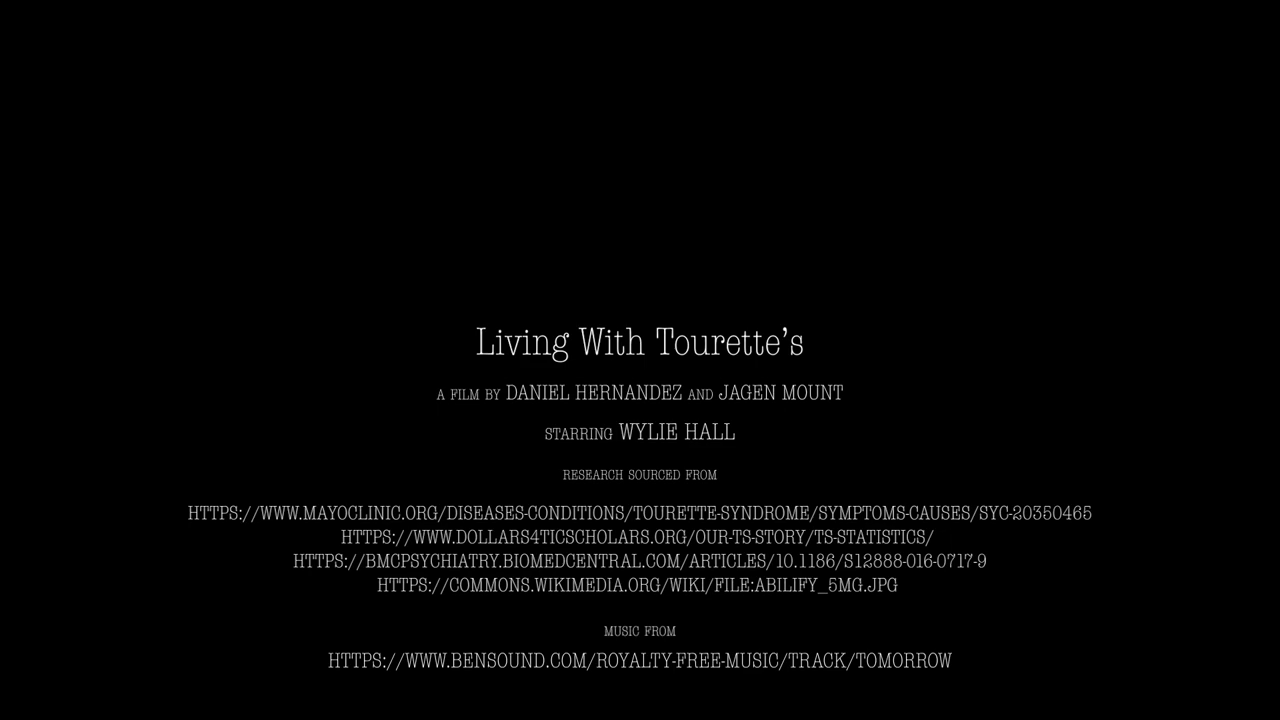 Living With Tourette’s
A FILM BY DANIEL HERNANDEZ AND JAGEN MOUNT
STARRING WYLIE HALL
RESEARCH SOURCED FROM
HTTPS://WWW.MAYOCLINIC.ORG/DISEASES-CONDITIONS/TOURETTE-SYNDROME/SYMPTOMS-CAUSES/SYC-20350465
HTTPS://WWW.DOLLARS4TICSCHOLARS.ORG/OUR-TS-STORY/TS-STATISTICS/
HTTPS://BMCPSYCHIATRY.BIOMEDCENTRAL.COM/ARTICLES/10.1186/S12888-016-0717-9
HTTPS://COMMONS.WIKIMEDIA.ORG/WIKI/FILE:ABILIFY_5MG.JPG
MUSIC FROM
HTTPS://WWW.BENSOUND.COM/ROYALTY-FREE-MUSIC/TRACK/TOMORROW